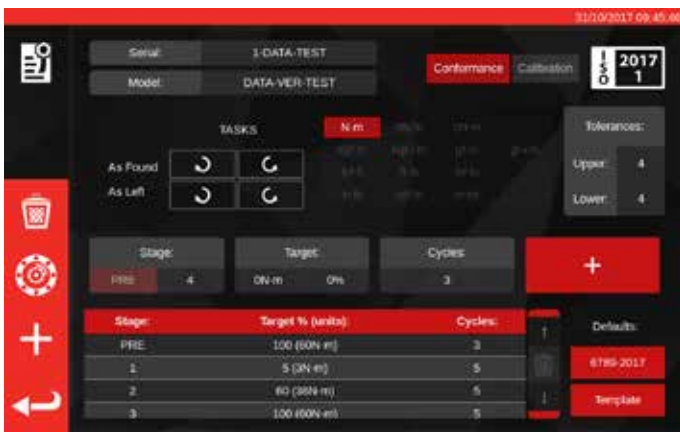 31/10/2017 09:45:46
Serial: 1-DATA-TEST
Model: DATA-VER-TEST
Conformance Calibration
ISO 2017 1
TASKS
N·m
As Found
As Left
Tolerances:
Upper: 4
Lower: 4
Stage: Target: Cycles:
PRE 4 0N·m 0% 3
+
Stage: Target % (units): Cycles:
PRE 100 (60N·m) 3
1 5 (3N·m) 5
2 60 (36N·m) 5
3 100 (60N·m) 5
Defaults:
6789-2017
Template